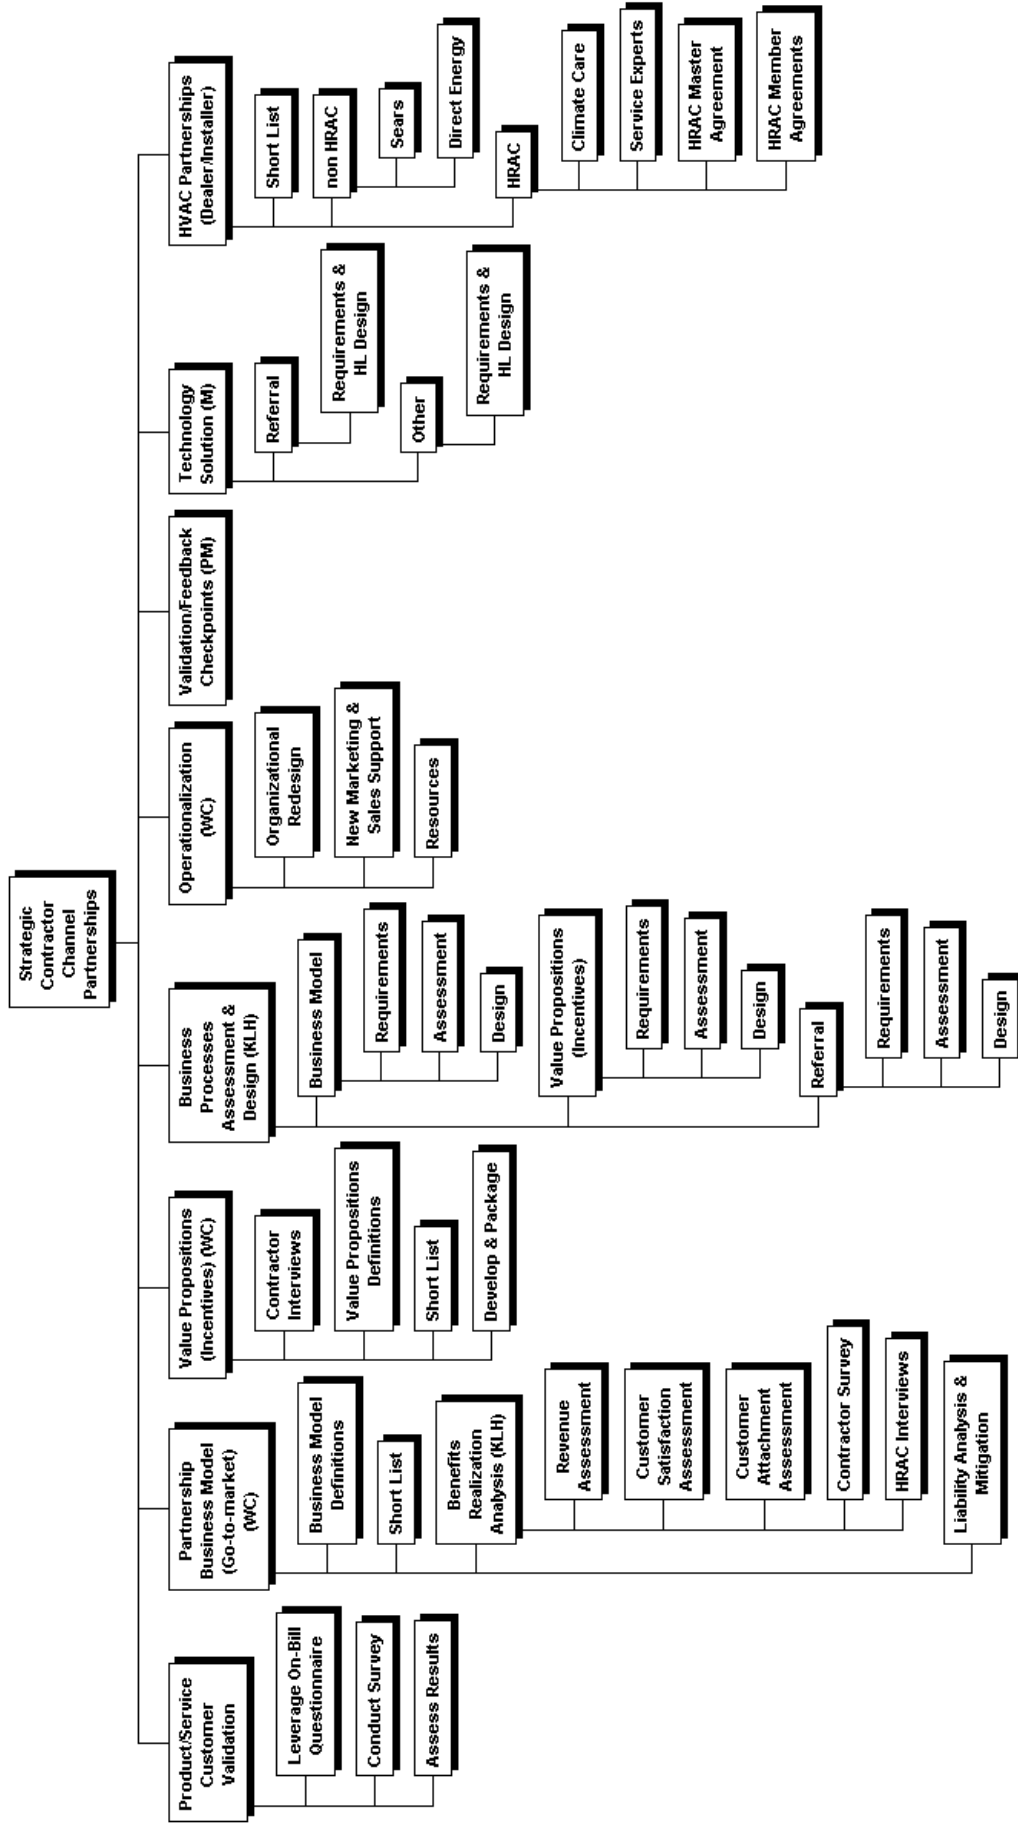 Strategic
Contractor
Channel
Partnerships
Product/Service
Customer
Validation
Leverage On-Bill
Questionnaire
Conduct Survey
Assess Results
Partnership
Business Model
(Go-to-market)
(WC)
Business Model
Definitions
Short List
Benefits
Realization
Analysis (KLH)
Revenue
Assessment
Customer
Satisfaction
Assessment
Customer
Attachment
Assessment
Contractor Survey
HRAC Interviews
Liability Analysis &
Mitigation
Value Propositions
(Incentives) (WC)
Contractor
Interviews
Value Propositions
Definitions
Short List
Develop & Package
Business
Processes
Assessment &
Design (KLH)
Business Model
Requirements
Assessment
Design
Value Propositions
(Incentives)
Requirements
Assessment
Design
Referral
Requirements
Assessment
Design
Operationalization
(WC)
Organizational
Redesign
New Marketing &
Sales Support
Resources
Validation/Feedback
Checkpoints (PM)
Technology
Solution (M)
Referral
Requirements &
HL Design
Other
Requirements &
HL Design
HVAC Partnerships
(Dealer/Installer)
Short List
non HRAC
Sears
Direct Energy
HRAC
Climate Care
Service Experts
HRAC Master
Agreement
HRAC Member
Agreements